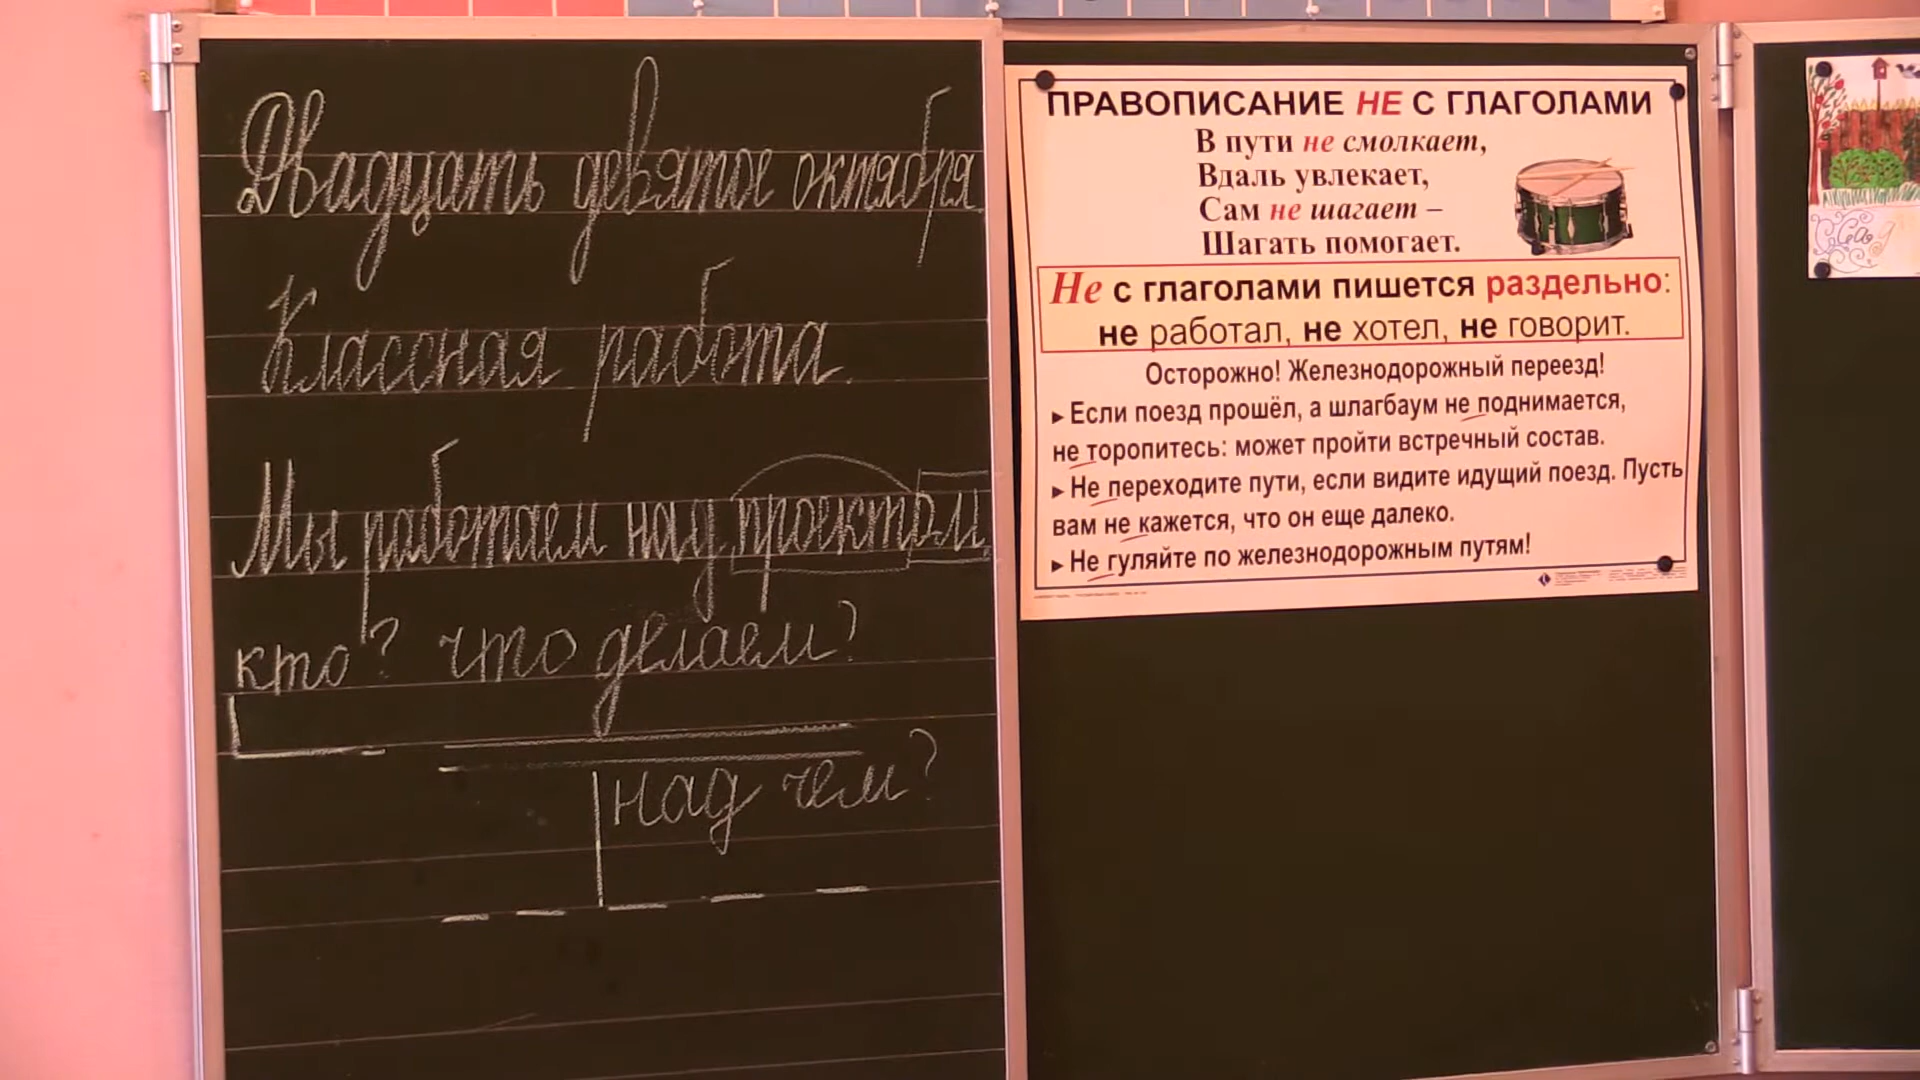 Двадцать девятое октября.
Классная работа.
Мы работаем над проектом.
кто? что делаем?
над чем?
ПРАВОПИСАНИЕ НЕ С ГЛАГОЛАМИ
В пути не смолкает,
Вдаль увлекает,
Сам не шагает –
Шагать помогает.
Не с глаголами пишется раздельно:
не работал, не хотел, не говорит.
Осторожно! Железнодорожный переезд!
▸ Если поезд прошёл, а шлагбаум не поднимается,
не торопитесь: может пройти встречный состав.
▸ Не переходите пути, если видите идущий поезд. Пусть
вам не кажется, что он еще далеко.
▸ Не гуляйте по железнодорожным путям!